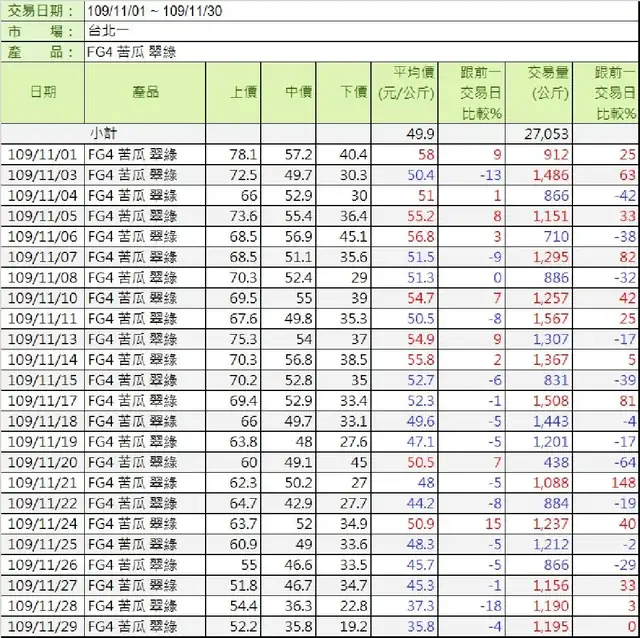 交易日期： 109/11/01 ~ 109/11/30
市　場： 台北一
產　品： FG4 苦瓜 翠綠
日期 產品 上價 中價 下價 平均價(元/公斤) 跟前一交易日比較% 交易量(公斤) 跟前一交易日比較%
小計 49.9 27,053
109/11/01 FG4 苦瓜 翠綠 78.1 57.2 40.4 58 9 912 25
109/11/03 FG4 苦瓜 翠綠 72.5 49.7 30.3 50.4 -13 1,486 63
109/11/04 FG4 苦瓜 翠綠 66 52.9 30 51 1 866 -42
109/11/05 FG4 苦瓜 翠綠 73.6 55.4 36.4 55.2 8 1,151 33
109/11/06 FG4 苦瓜 翠綠 68.5 56.9 45.1 56.8 3 710 -38
109/11/07 FG4 苦瓜 翠綠 68.5 51.1 35.6 51.5 -9 1,295 82
109/11/08 FG4 苦瓜 翠綠 70.3 52.4 29 51.3 0 886 -32
109/11/10 FG4 苦瓜 翠綠 69.5 55 39 54.7 7 1,257 42
109/11/11 FG4 苦瓜 翠綠 67.6 49.8 35.3 50.5 -8 1,567 25
109/11/13 FG4 苦瓜 翠綠 75.3 54 37 54.9 9 1,307 -17
109/11/14 FG4 苦瓜 翠綠 70.3 56.8 38.5 55.8 2 1,367 5
109/11/15 FG4 苦瓜 翠綠 70.2 52.8 35 52.7 -6 831 -39
109/11/17 FG4 苦瓜 翠綠 69.4 52.9 33.4 52.3 -1 1,508 81
109/11/18 FG4 苦瓜 翠綠 66 49.7 33.1 49.6 -5 1,443 -4
109/11/19 FG4 苦瓜 翠綠 63.8 48 27.6 47.1 -5 1,201 -17
109/11/20 FG4 苦瓜 翠綠 60 49.1 45 50.5 7 438 -64
109/11/21 FG4 苦瓜 翠綠 62.3 50.2 27 48 -5 1,088 148
109/11/22 FG4 苦瓜 翠綠 64.7 42.9 27.7 44.2 -8 884 -19
109/11/24 FG4 苦瓜 翠綠 63.7 52 34.9 50.9 15 1,237 40
109/11/25 FG4 苦瓜 翠綠 60.9 49 33.6 48.3 -5 1,212 -2
109/11/26 FG4 苦瓜 翠綠 55 46.6 33.5 45.7 -5 866 -29
109/11/27 FG4 苦瓜 翠綠 51.8 46.7 34.7 45.3 -1 1,156 33
109/11/28 FG4 苦瓜 翠綠 54.4 36.3 22.8 37.3 -18 1,190 3
109/11/29 FG4 苦瓜 翠綠 52.2 35.8 19.2 35.8 -4 1,195 0